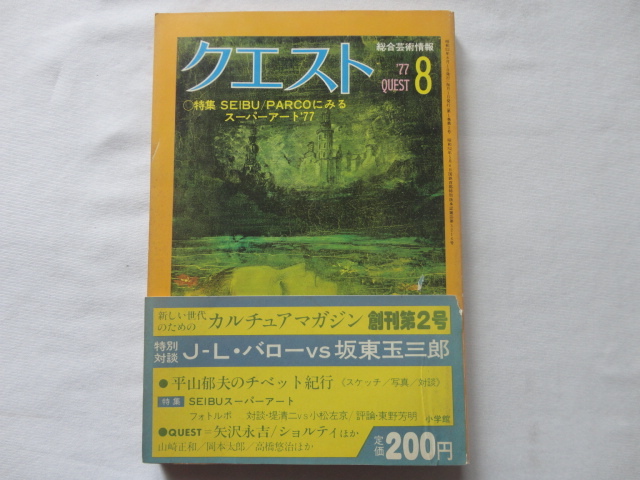 総合芸術情報
クエスト
'77
QUEST
8
○特集 SEIBU/PARCOにみる
スーパーアート'77
新しい世代
のための
カルチュアマガジン 創刊第2号
特別
対談
J-L・バローvs坂東玉三郎
●平山郁夫のチベット紀行 《スケッチ/写真/対談》
特集 SEIBUスーパーアート
フォトルポ 対談・堤清二vs小松左京/評論・東野芳明
小学館
●QUEST=矢沢永吉/ショルティほか
山崎正和/岡本太郎/高橋悠治ほか
定価
200円